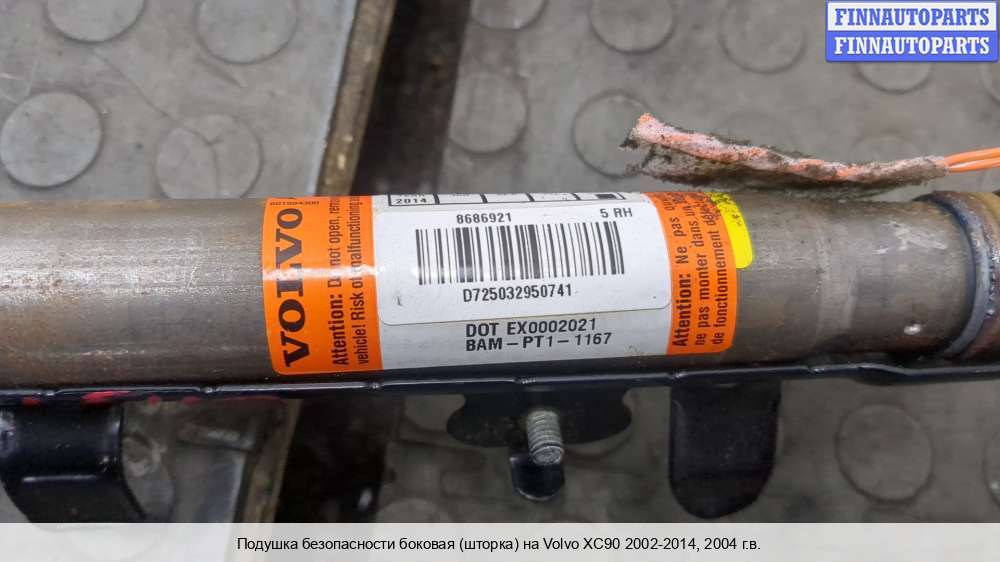 FINNAUTOPARTS
FINNAUTOPARTS
VOLVO
Attention: Do not open, remo
vehicle! Risk of malfunctioning
2014
8686921 5 RH
D725032950741
DOT EX0002021
BAM-PT1-1167
Attention: Ne pas
ne pas monter dans
de fonctionnement
Подушка безопасности боковая (шторка) на Volvo XC90 2002-2014, 2004 г.в.